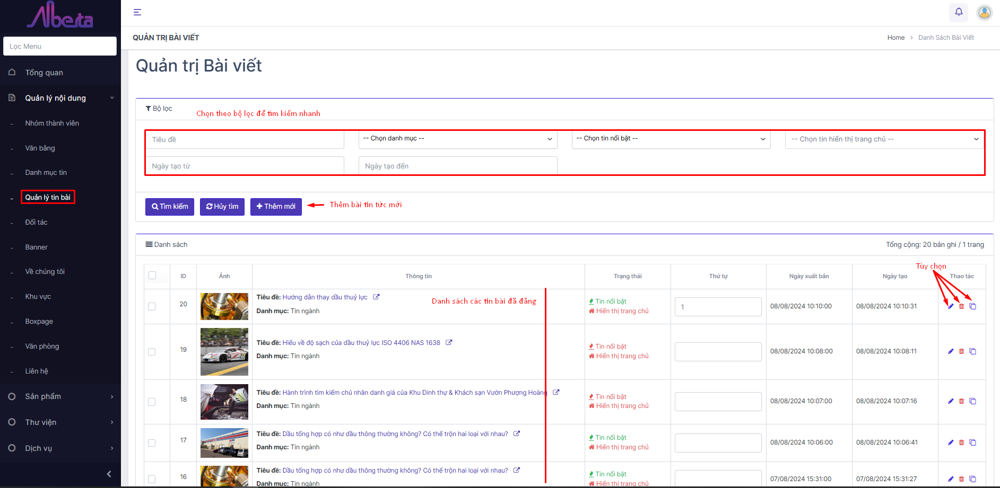 Alberta
QUẢN TRỊ BÀI VIẾT
Home › Danh Sách Bài Viết
Lọc Menu
Tổng quan
Quản lý nội dung
- Nhóm thành viên
- Văn bằng
- Danh mục tin
- Quản lý tin bài
- Đối tác
- Banner
- Về chúng tôi
- Khu vực
- Boxpage
- Văn phòng
- Liên hệ
Sản phẩm
Thư viện
Dịch vụ
Quản trị Bài viết
Bộ lọc
Chọn theo bộ lọc để tìm kiếm nhanh
Tiêu đề
-- Chọn danh mục --
-- Chọn tin nổi bật --
-- Chọn tin hiển thị trang chủ --
Ngày tạo từ
Ngày tạo đến
Tìm kiếm
Hủy tìm
Thêm mới
Thêm bài tin tức mới
Danh sách
Tổng cộng: 20 bản ghi / 1 trang
Tùy chọn
ID Ảnh Thông tin Trạng thái Thứ tự Ngày xuất bản Ngày tạo Thao tác
Danh sách các tin bài đã đăng
20 Tiêu đề: Hướng dẫn thay dầu thuỷ lực Tin nổi bật 1 08/08/2024 10:10:00 08/08/2024 10:10:31
Danh mục: Tin ngành Hiển thị trang chủ
19 Tiêu đề: Hiểu về độ sạch của dầu thuỷ lực ISO 4406 NAS 1638 Tin nổi bật 08/08/2024 10:08:00 08/08/2024 10:08:11
Danh mục: Tin ngành Hiển thị trang chủ
18 Tiêu đề: Hành trình tìm kiếm chủ nhân danh giá của Khu Dinh thự & Khách sạn Vườn Phượng Hoàng Tin nổi bật 08/08/2024 10:07:00 08/08/2024 10:07:16
Danh mục: Tin ngành Hiển thị trang chủ
17 Tiêu đề: Dầu tổng hợp có như dầu thông thường không? Có thể trộn hai loại với nhau? Tin nổi bật 08/08/2024 10:06:00 08/08/2024 10:06:41
Danh mục: Tin ngành Hiển thị trang chủ
16 Tiêu đề: Dầu tổng hợp có như dầu thông thường không? Có thể trộn hai loại với nhau? Tin nổi bật 07/08/2024 15:31:00 07/08/2024 15:31:27
Danh mục: Tin ngành Hiển thị trang chủ